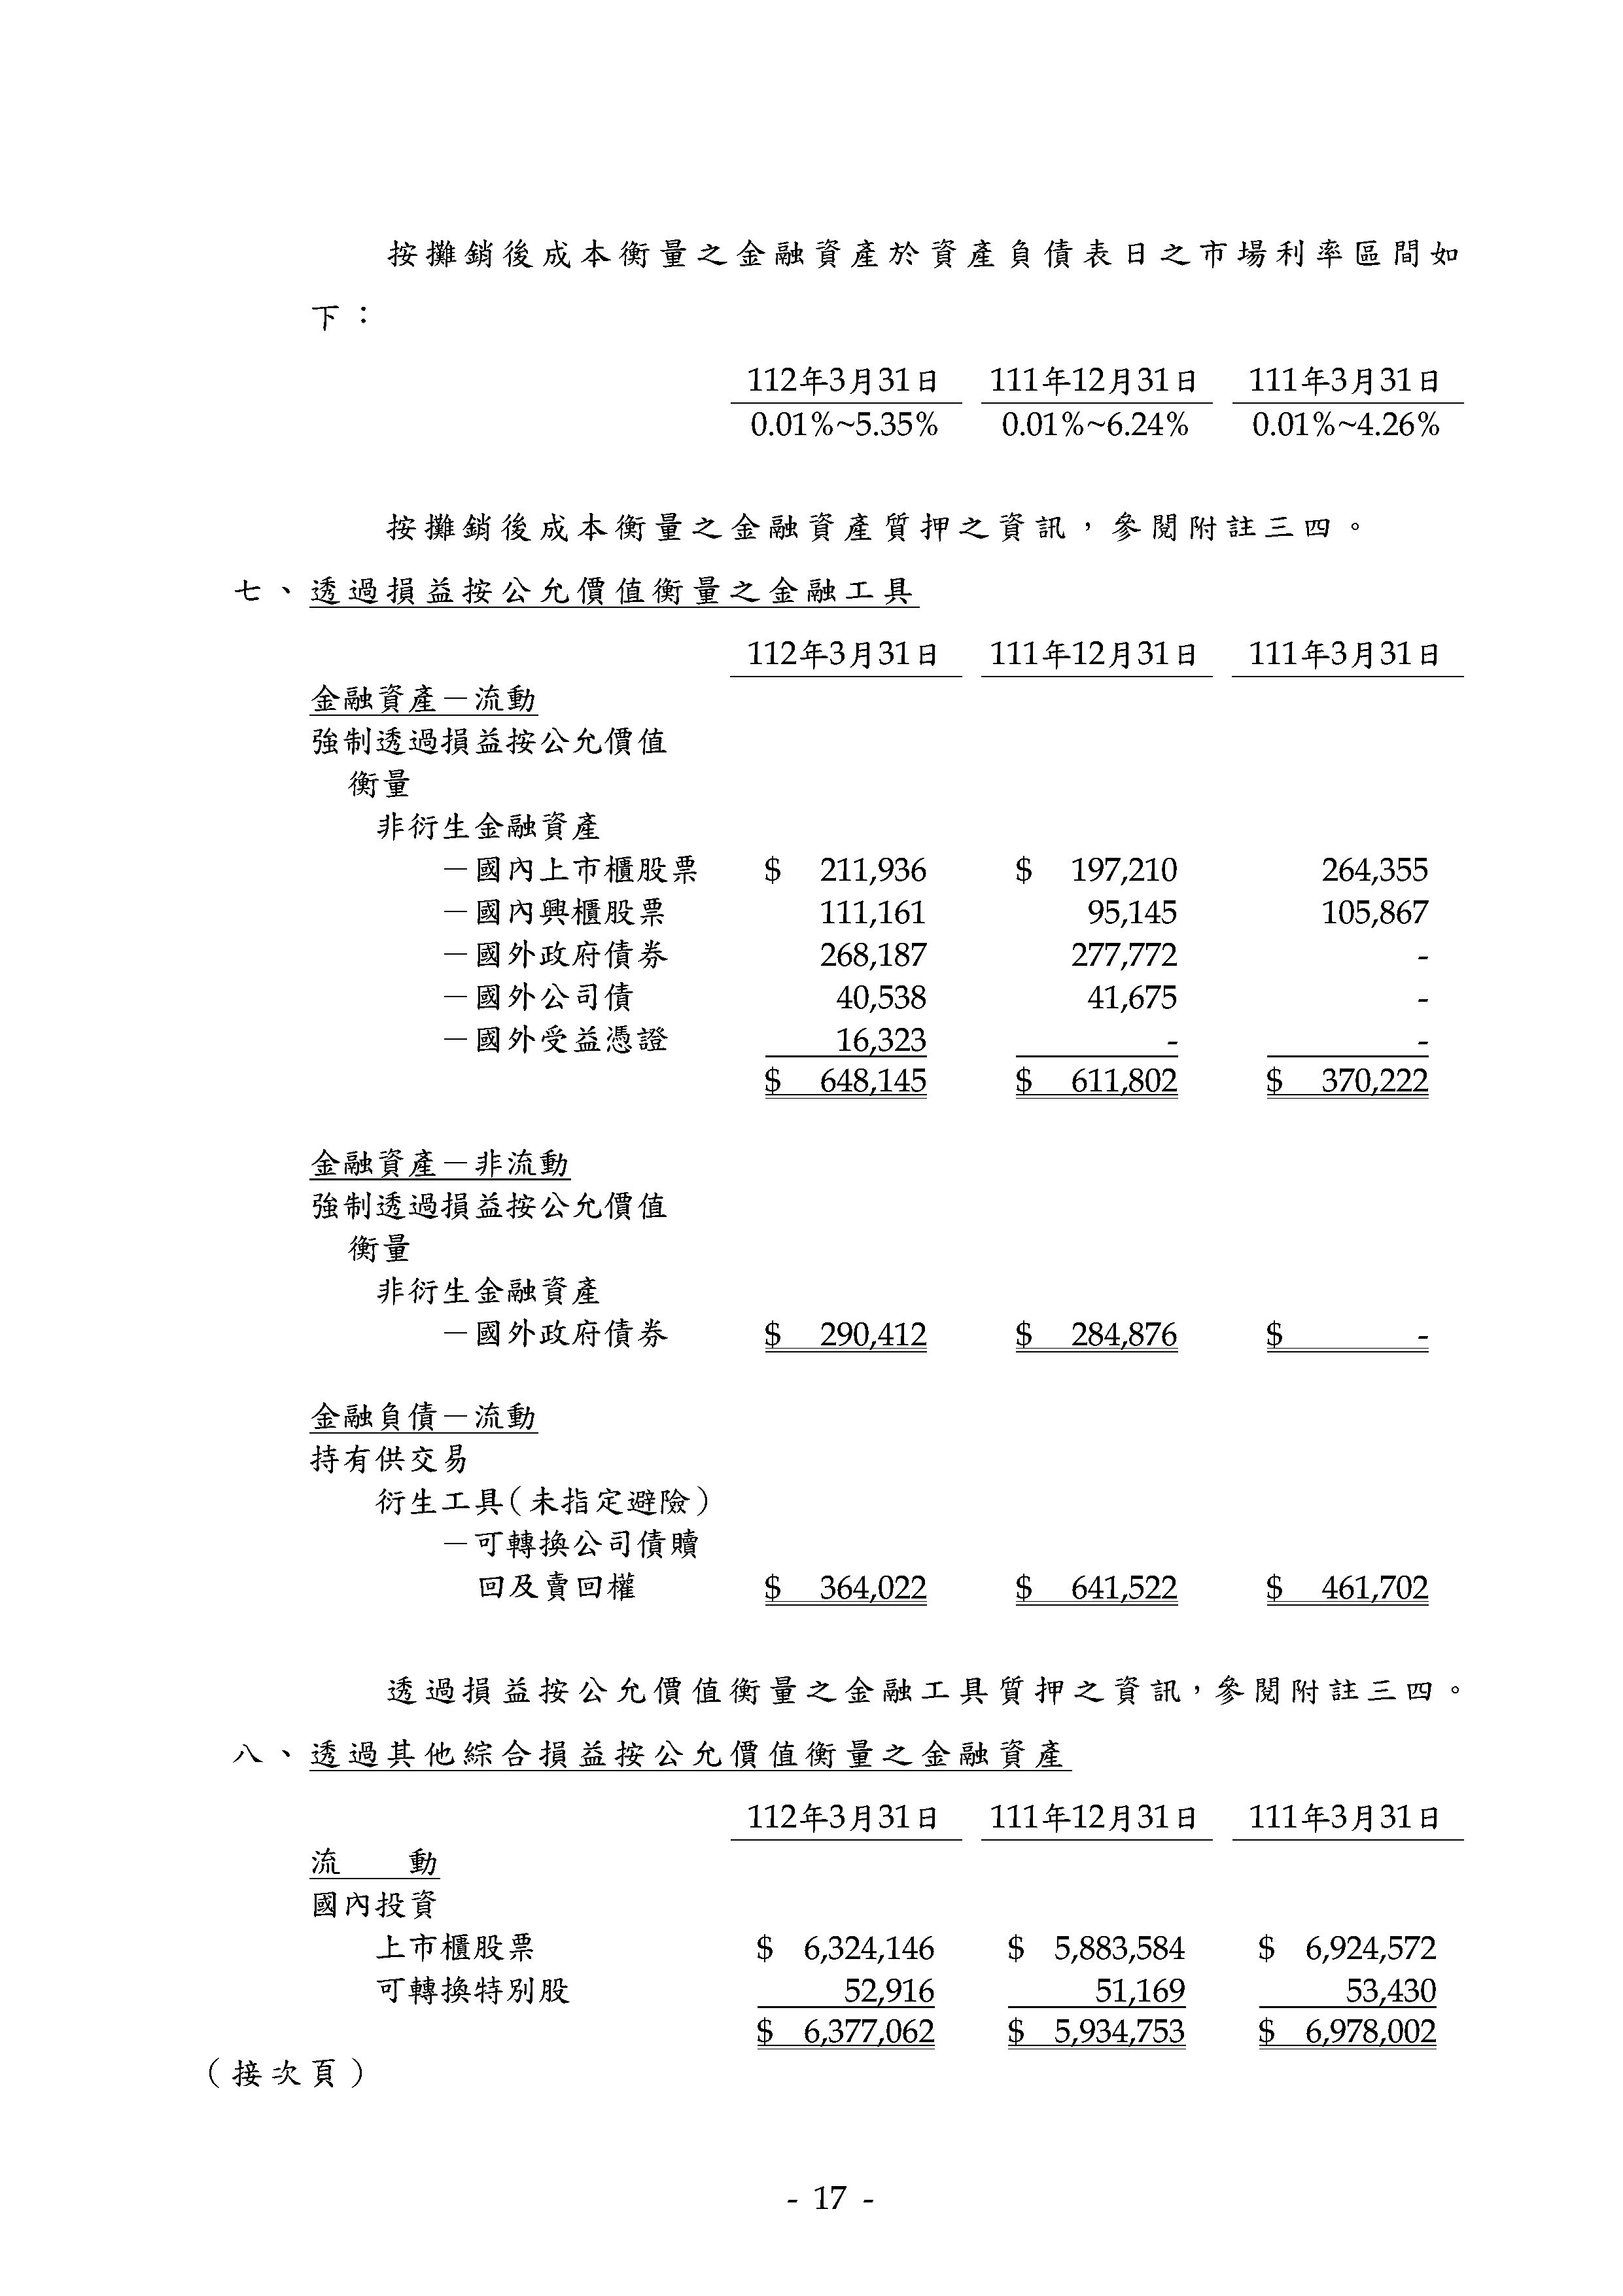 按攤銷後成本衡量之金融資產於資產負債表日之市場利率區間如
下：
112年3月31日 111年12月31日 111年3月31日
0.01%~5.35% 0.01%~6.24% 0.01%~4.26%
按攤銷後成本衡量之金融資產質押之資訊，參閱附註三四。
七、透過損益按公允價值衡量之金融工具
112年3月31日 111年12月31日 111年3月31日
金融資產－流動
強制透過損益按公允價值
衡量
非衍生金融資產
－國內上市櫃股票 $ 211,936 $ 197,210 264,355
－國內興櫃股票 111,161 95,145 105,867
－國外政府債券 268,187 277,772 -
－國外公司債 40,538 41,675 -
－國外受益憑證 16,323 - -
$ 648,145 $ 611,802 $ 370,222
金融資產－非流動
強制透過損益按公允價值
衡量
非衍生金融資產
－國外政府債券 $ 290,412 $ 284,876 $ -
金融負債－流動
持有供交易
衍生工具（未指定避險）
－可轉換公司債贖
回及賣回權 $ 364,022 $ 641,522 $ 461,702
透過損益按公允價值衡量之金融工具質押之資訊，參閱附註三四。
八、透過其他綜合損益按公允價值衡量之金融資產
112年3月31日 111年12月31日 111年3月31日
流 動
國內投資
上市櫃股票 $ 6,324,146 $ 5,883,584 $ 6,924,572
可轉換特別股 52,916 51,169 53,430
$ 6,377,062 $ 5,934,753 $ 6,978,002
（接次頁）
- 17 -